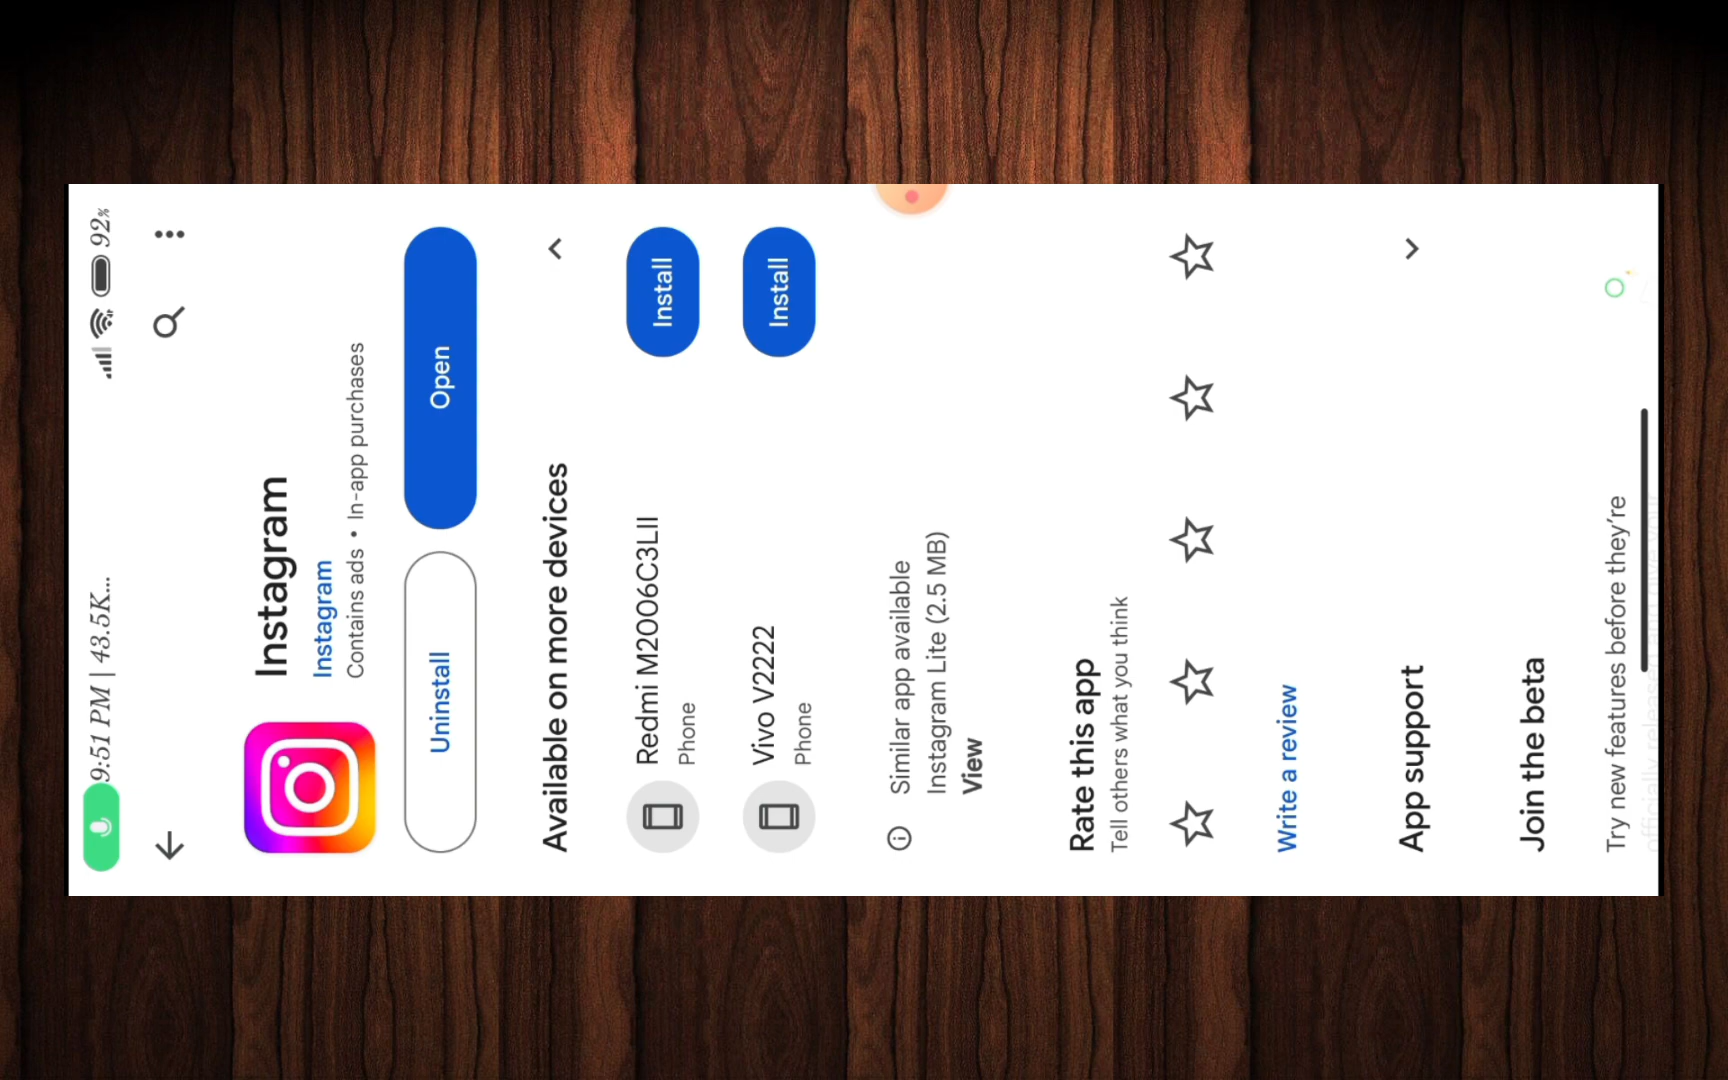 9:51 PM | 43.5K...
92%
Instagram
Instagram
Contains ads • In-app purchases
Uninstall
Open
Available on more devices
Redmi M2006C3LII
Phone
Install
Vivo V2222
Phone
Install
Similar app available
Instagram Lite (2.5 MB)
View
Rate this app
Tell others what you think
Write a review
App support
Join the beta
Try new features before they're